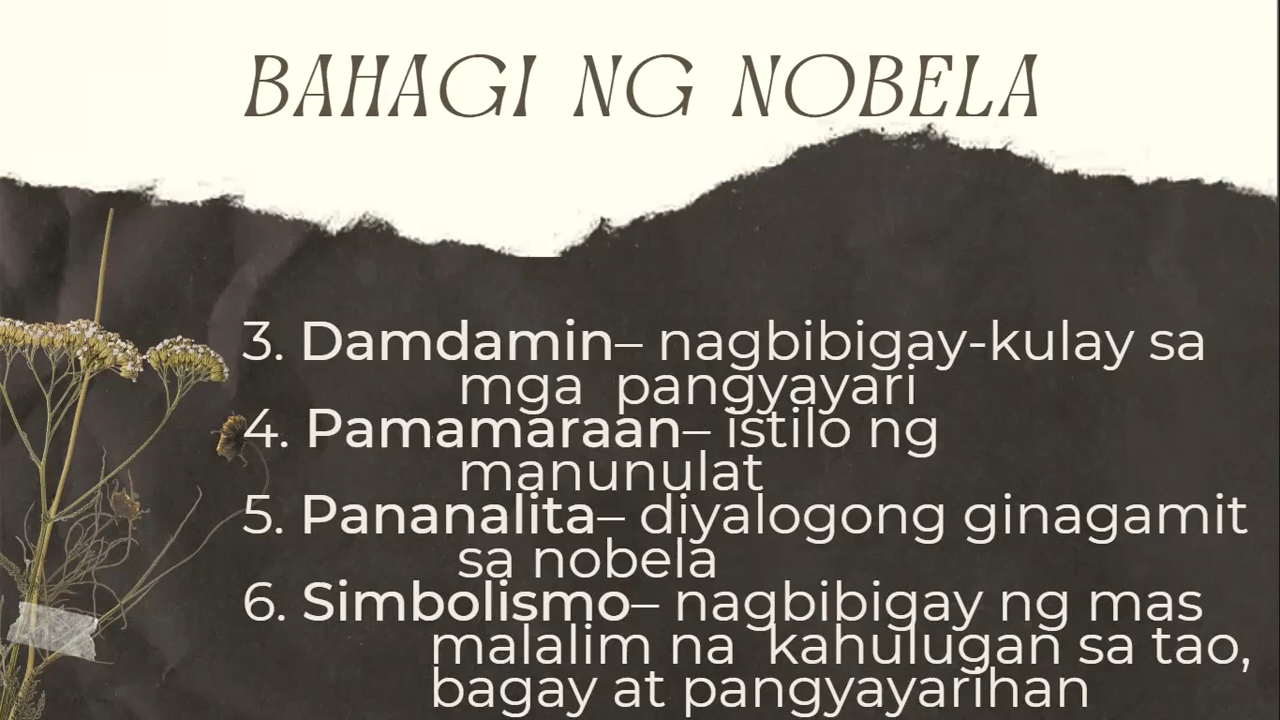 BAHAGI NG NOBELA
3. Damdamin– nagbibigay-kulay sa
mga pangyayari
4. Pamamaraan– istilo ng
manunulat
5. Pananalita– diyalogong ginagamit
sa nobela
6. Simbolismo– nagbibigay ng mas
malalim na kahulugan sa tao,
bagay at pangyayarihan